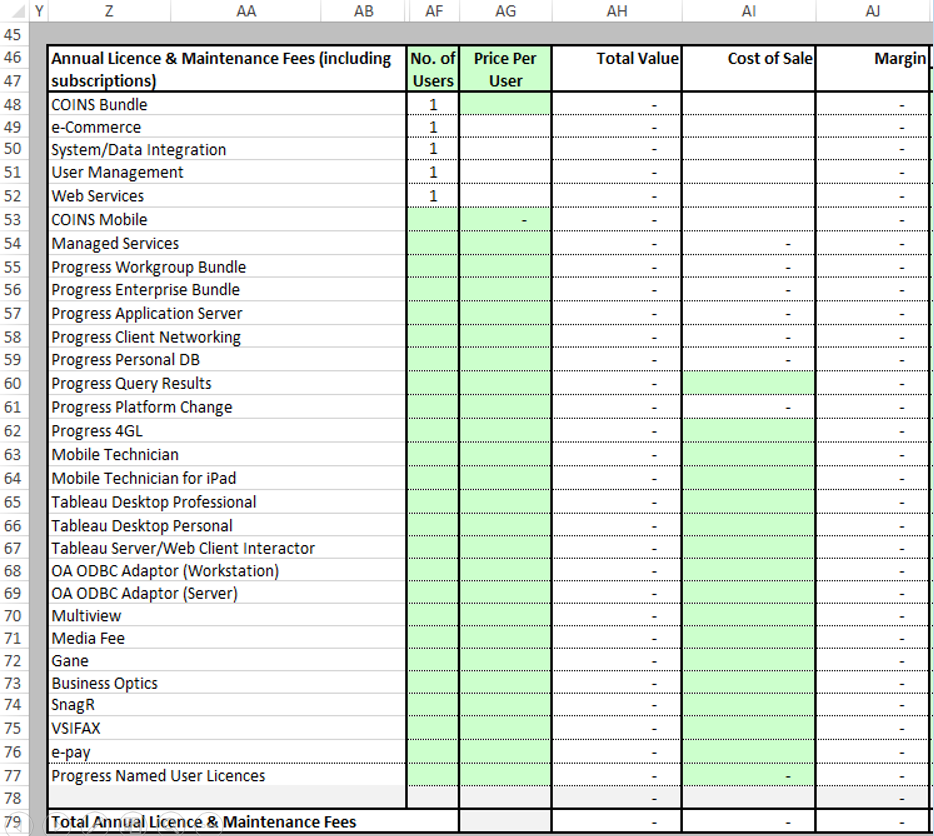 Y Z AA AB AF AG AH AI AJ
45
46 Annual Licence & Maintenance Fees (including No. of Price Per Total Value Cost of Sale Margin
47 subscriptions) Users User
48 COINS Bundle 1 - -
49 e-Commerce 1 - -
50 System/Data Integration 1 - -
51 User Management 1 - -
52 Web Services 1 - -
53 COINS Mobile - - -
54 Managed Services - - -
55 Progress Workgroup Bundle - - -
56 Progress Enterprise Bundle - - -
57 Progress Application Server - - -
58 Progress Client Networking - - -
59 Progress Personal DB - - -
60 Progress Query Results - -
61 Progress Platform Change - - -
62 Progress 4GL - -
63 Mobile Technician - -
64 Mobile Technician for iPad - -
65 Tableau Desktop Professional - -
66 Tableau Desktop Personal - -
67 Tableau Server/Web Client Interactor - -
68 OA ODBC Adaptor (Workstation) - -
69 OA ODBC Adaptor (Server) - -
70 Multiview - -
71 Media Fee - -
72 Gane - -
73 Business Optics - -
74 SnagR - -
75 VSIFAX - -
76 e-pay - -
77 Progress Named User Licences - - -
78 - -
79 Total Annual Licence & Maintenance Fees - - -